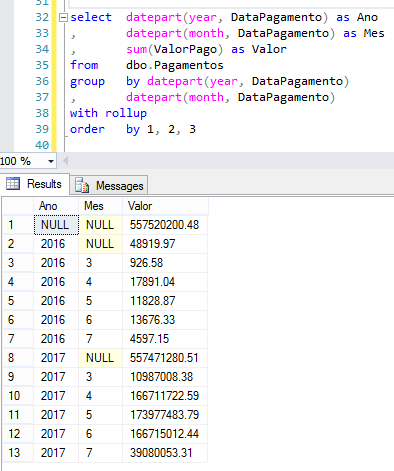 31
32 select  datepart(year, DataPagamento) as Ano
33 ,       datepart(month, DataPagamento) as Mes
34 ,       sum(ValorPago) as Valor
35 from    dbo.Pagamentos
36 group   by datepart(year, DataPagamento)
37 ,       datepart(month, DataPagamento)
38 with rollup
39 order   by 1, 2, 3
40
100 %
Results Messages
Ano Mes Valor
1 NULL NULL 557520200.48
2 2016 NULL 48919.97
3 2016 3 926.58
4 2016 4 17891.04
5 2016 5 11828.87
6 2016 6 13676.33
7 2016 7 4597.15
8 2017 NULL 557471280.51
9 2017 3 10987008.38
10 2017 4 166711722.59
11 2017 5 173977483.79
12 2017 6 166715012.44
13 2017 7 39080053.31